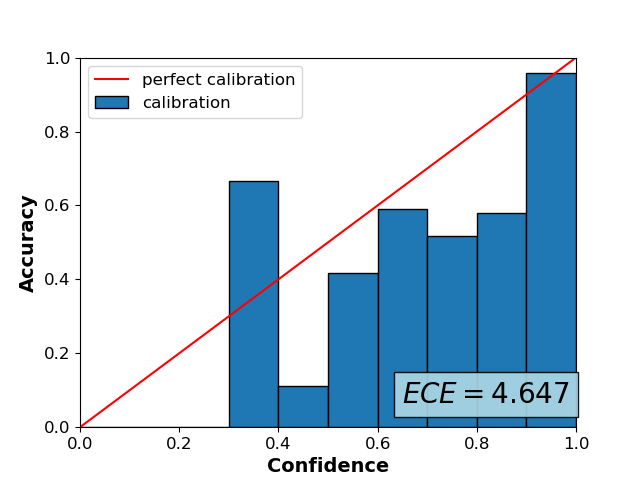 perfect calibration
calibration
1.0
0.8
0.6
0.4
0.2
0.0
Accuracy
ECE = 4.647
0.0 0.2 0.4 0.6 0.8 1.0
Confidence